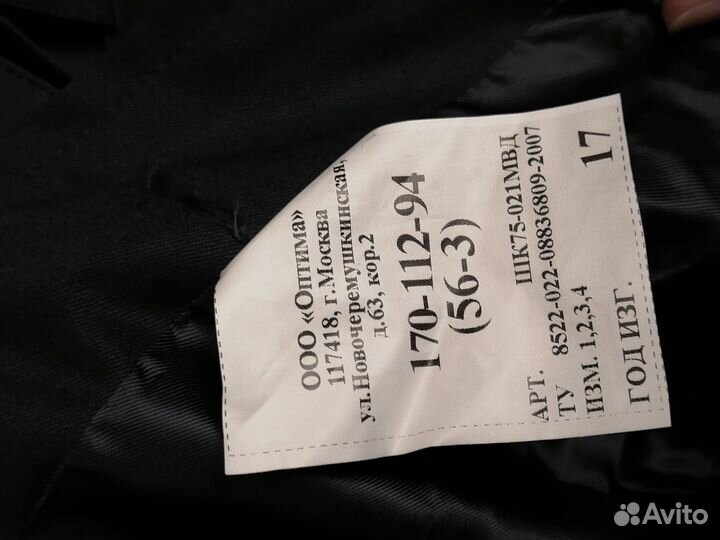 ООО «Оптима»
117418, г.Москва
ул.Новочеремушкинская,
д.63, кор.2
170-112-94
(56-3)
АРТ. ШК75-021МВД
ТУ 8522-022-08836809-2007
ИЗМ. 1,2,3,4
ГОД ИЗГ. 17
Avito